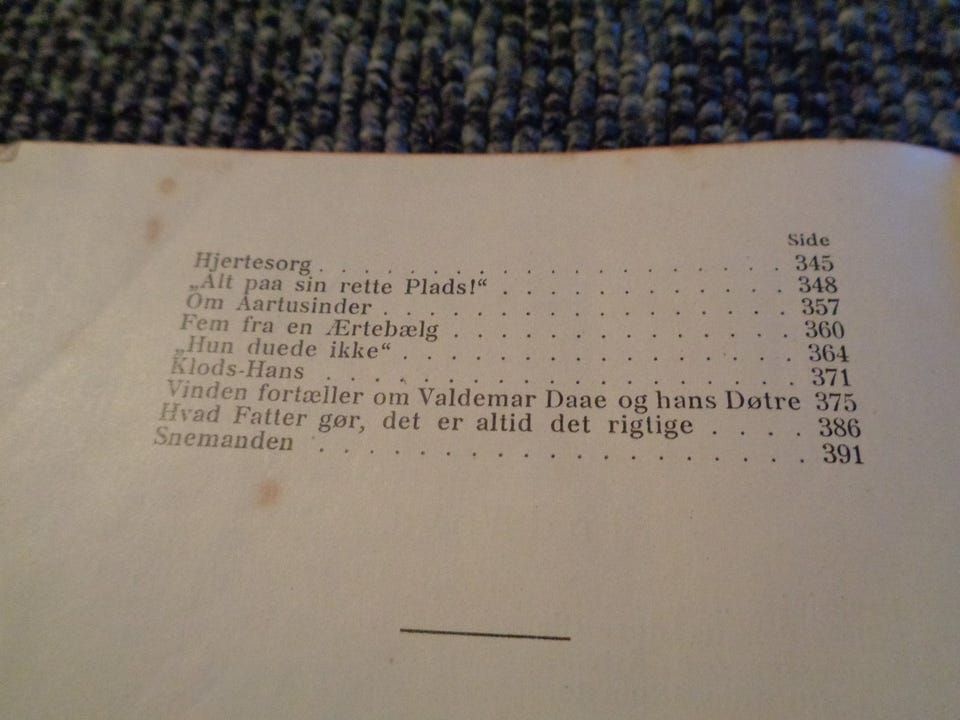 Side
Hjertesorg . . . . . . . . . . . . . . . . . . . 345
„Alt paa sin rette Plads!“ . . . . . . . . . . . . 348
Om Aartusinder . . . . . . . . . . . . . . . . . 357
Fem fra en Ærtebælg . . . . . . . . . . . . . . 360
„Hun duede ikke“ . . . . . . . . . . . . . . . . 364
Klods-Hans . . . . . . . . . . . . . . . . . . . 371
Vinden fortæller om Valdemar Daae og hans Døtre 375
Hvad Fatter gør, det er altid det rigtige . . . . 386
Snemanden . . . . . . . . . . . . . . . . . . . 391